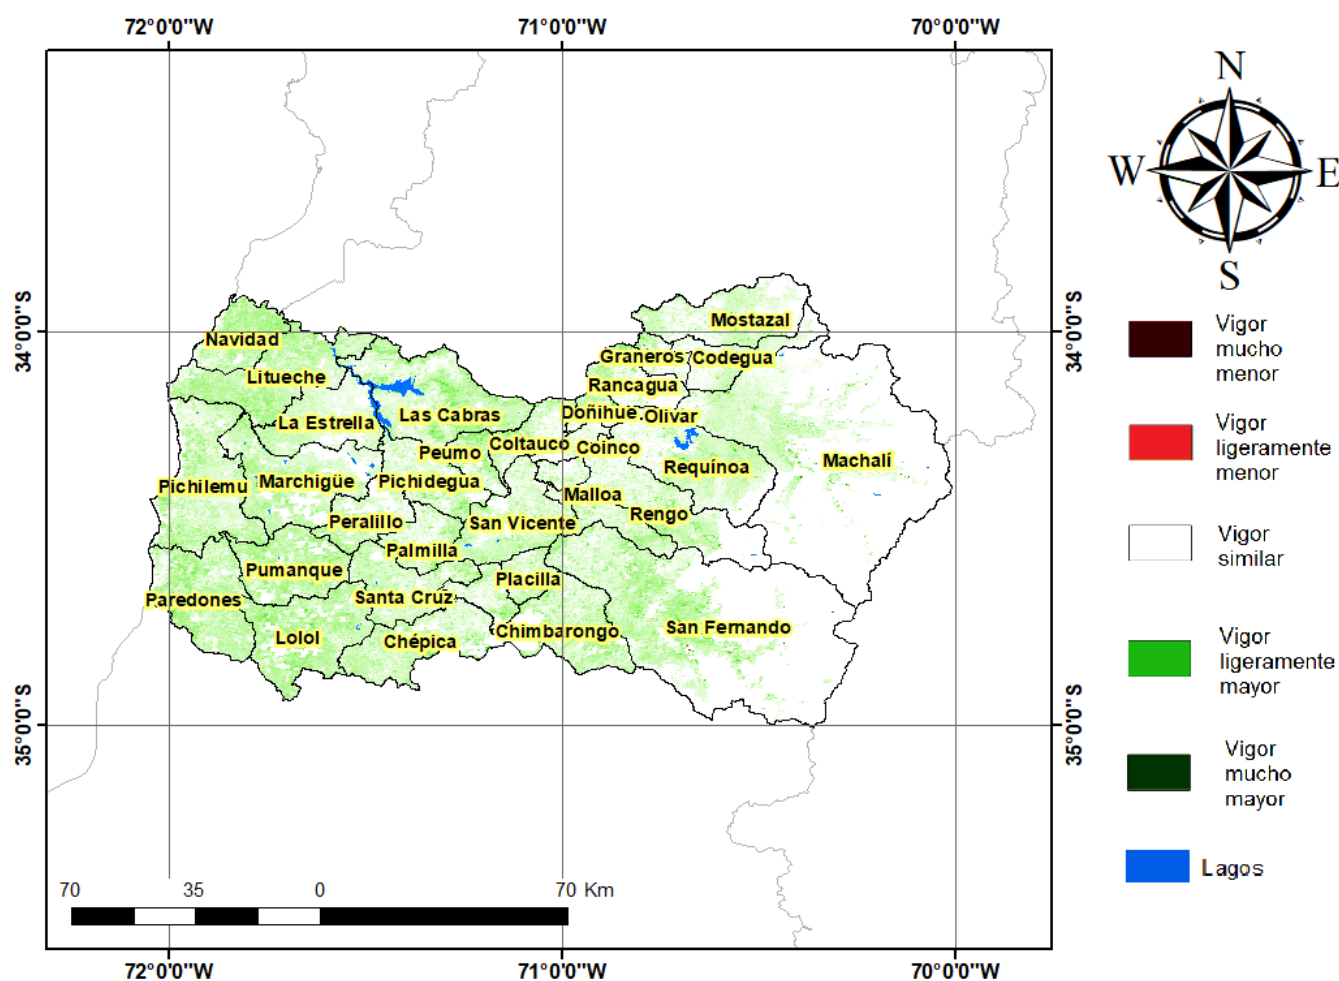 72°0'0"W
71°0'0"W
70°0'0"W
34°0'0"S
34°0'0"S
35°0'0"S
35°0'0"S
N
W
E
S
Mostazal
Navidad
Graneros
Codegua
Litueche
Rancagua
La Estrella
Las Cabras
Doñihue
Olivar
Peumo
Coltauco
Coinco
Requínoa
Machalí
Pichilemu
Marchigüe
Pichidegua
Malloa
Peralillo
San Vicente
Rengo
Palmilla
Pumanque
Placilla
Paredones
Santa Cruz
Lolol
Chépica
Chimbarongo
San Fernando
Vigor
mucho
menor
Vigor
ligeramente
menor
Vigor
similar
Vigor
ligeramente
mayor
Vigor
mucho
mayor
Lagos
70
35
0
70 Km
72°0'0"W
71°0'0"W
70°0'0"W